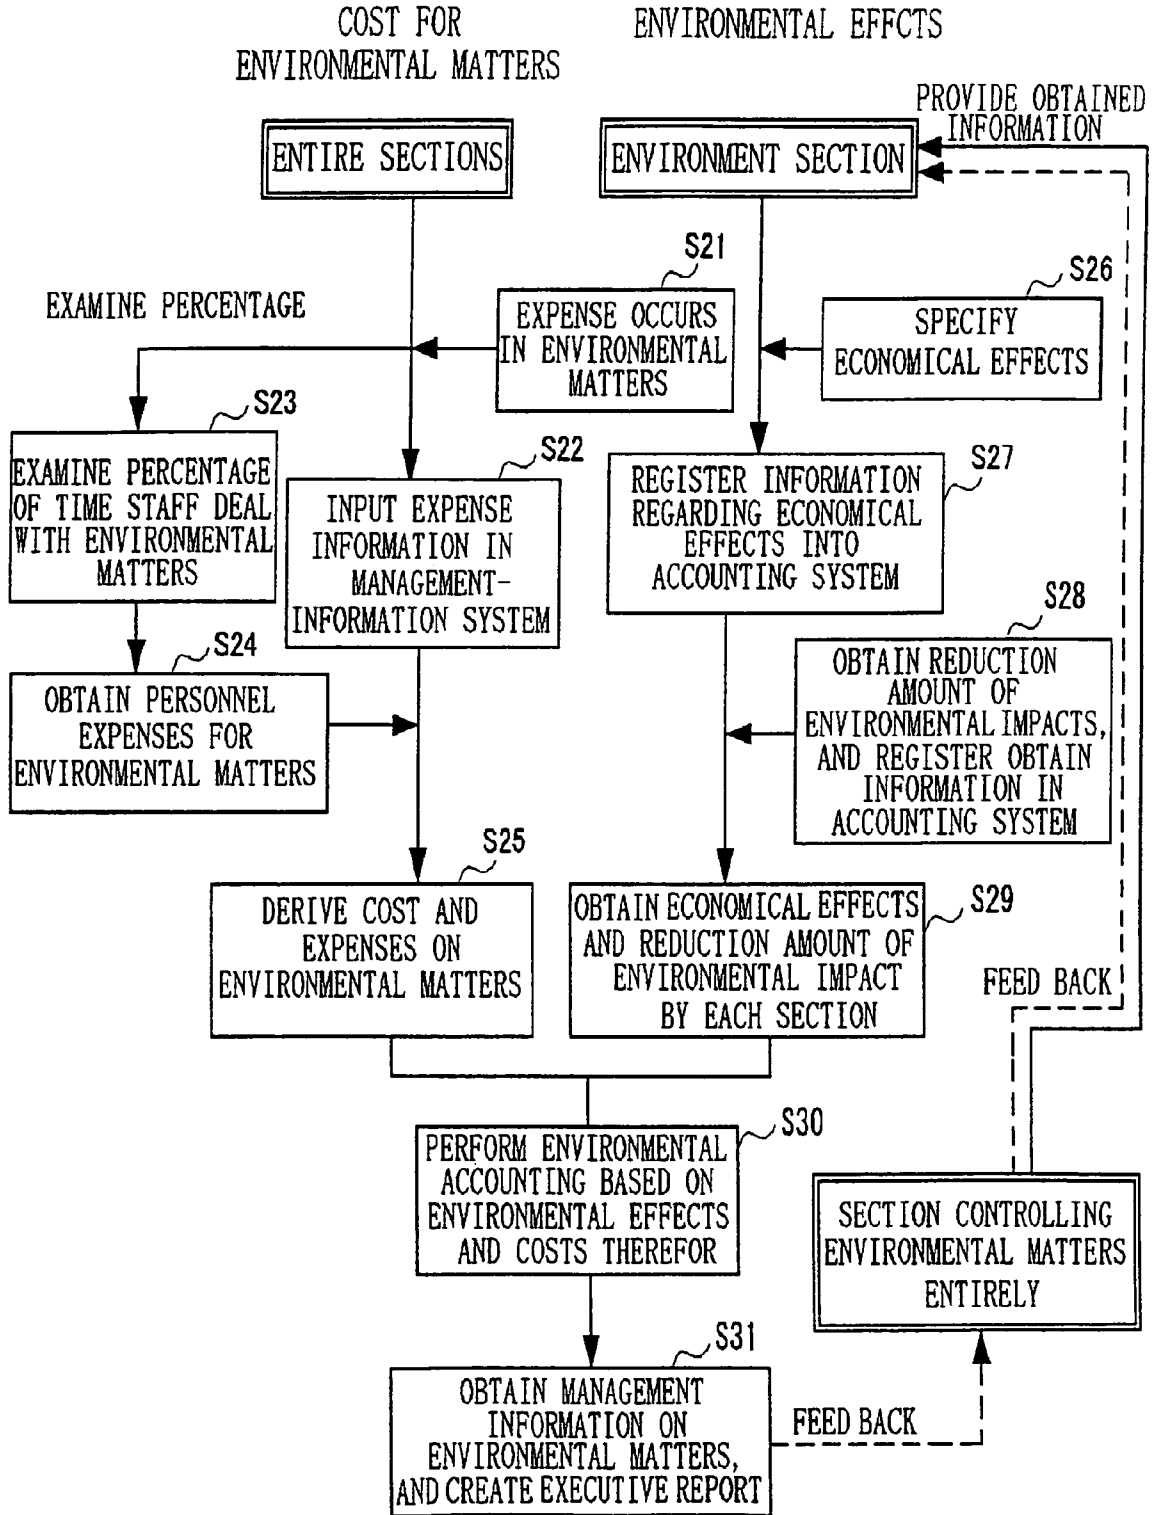 COST FOR
ENVIRONMENTAL MATTERS
ENVIRONMENTAL EFFCTS
PROVIDE OBTAINED
INFORMATION
ENTIRE SECTIONS
ENVIRONMENT SECTION
S21
EXPENSE OCCURS
IN ENVIRONMENTAL
MATTERS
S26
SPECIFY
ECONOMICAL EFFECTS
EXAMINE PERCENTAGE
S23
EXAMINE PERCENTAGE
OF TIME STAFF DEAL
WITH ENVIRONMENTAL
MATTERS
S22
INPUT EXPENSE
INFORMATION IN
MANAGEMENT-
INFORMATION SYSTEM
S27
REGISTER INFORMATION
REGARDING ECONOMICAL
EFFECTS INTO
ACCOUNTING SYSTEM
S24
OBTAIN PERSONNEL
EXPENSES FOR
ENVIRONMENTAL MATTERS
S28
OBTAIN REDUCTION
AMOUNT OF
ENVIRONMENTAL IMPACTS,
AND REGISTER OBTAIN
INFORMATION IN
ACCOUNTING SYSTEM
S25
DERIVE COST AND
EXPENSES ON
ENVIRONMENTAL MATTERS
S29
OBTAIN ECONOMICAL EFFECTS
AND REDUCTION AMOUNT OF
ENVIRONMENTAL IMPACT
BY EACH SECTION
FEED BACK
S30
PERFORM ENVIRONMENTAL
ACCOUNTING BASED ON
ENVIRONMENTAL EFFECTS
AND COSTS THEREFOR
SECTION CONTROLLING
ENVIRONMENTAL MATTERS
ENTIRELY
S31
OBTAIN MANAGEMENT
INFORMATION ON
ENVIRONMENTAL MATTERS,
AND CREATE EXECUTIVE REPORT
FEED BACK